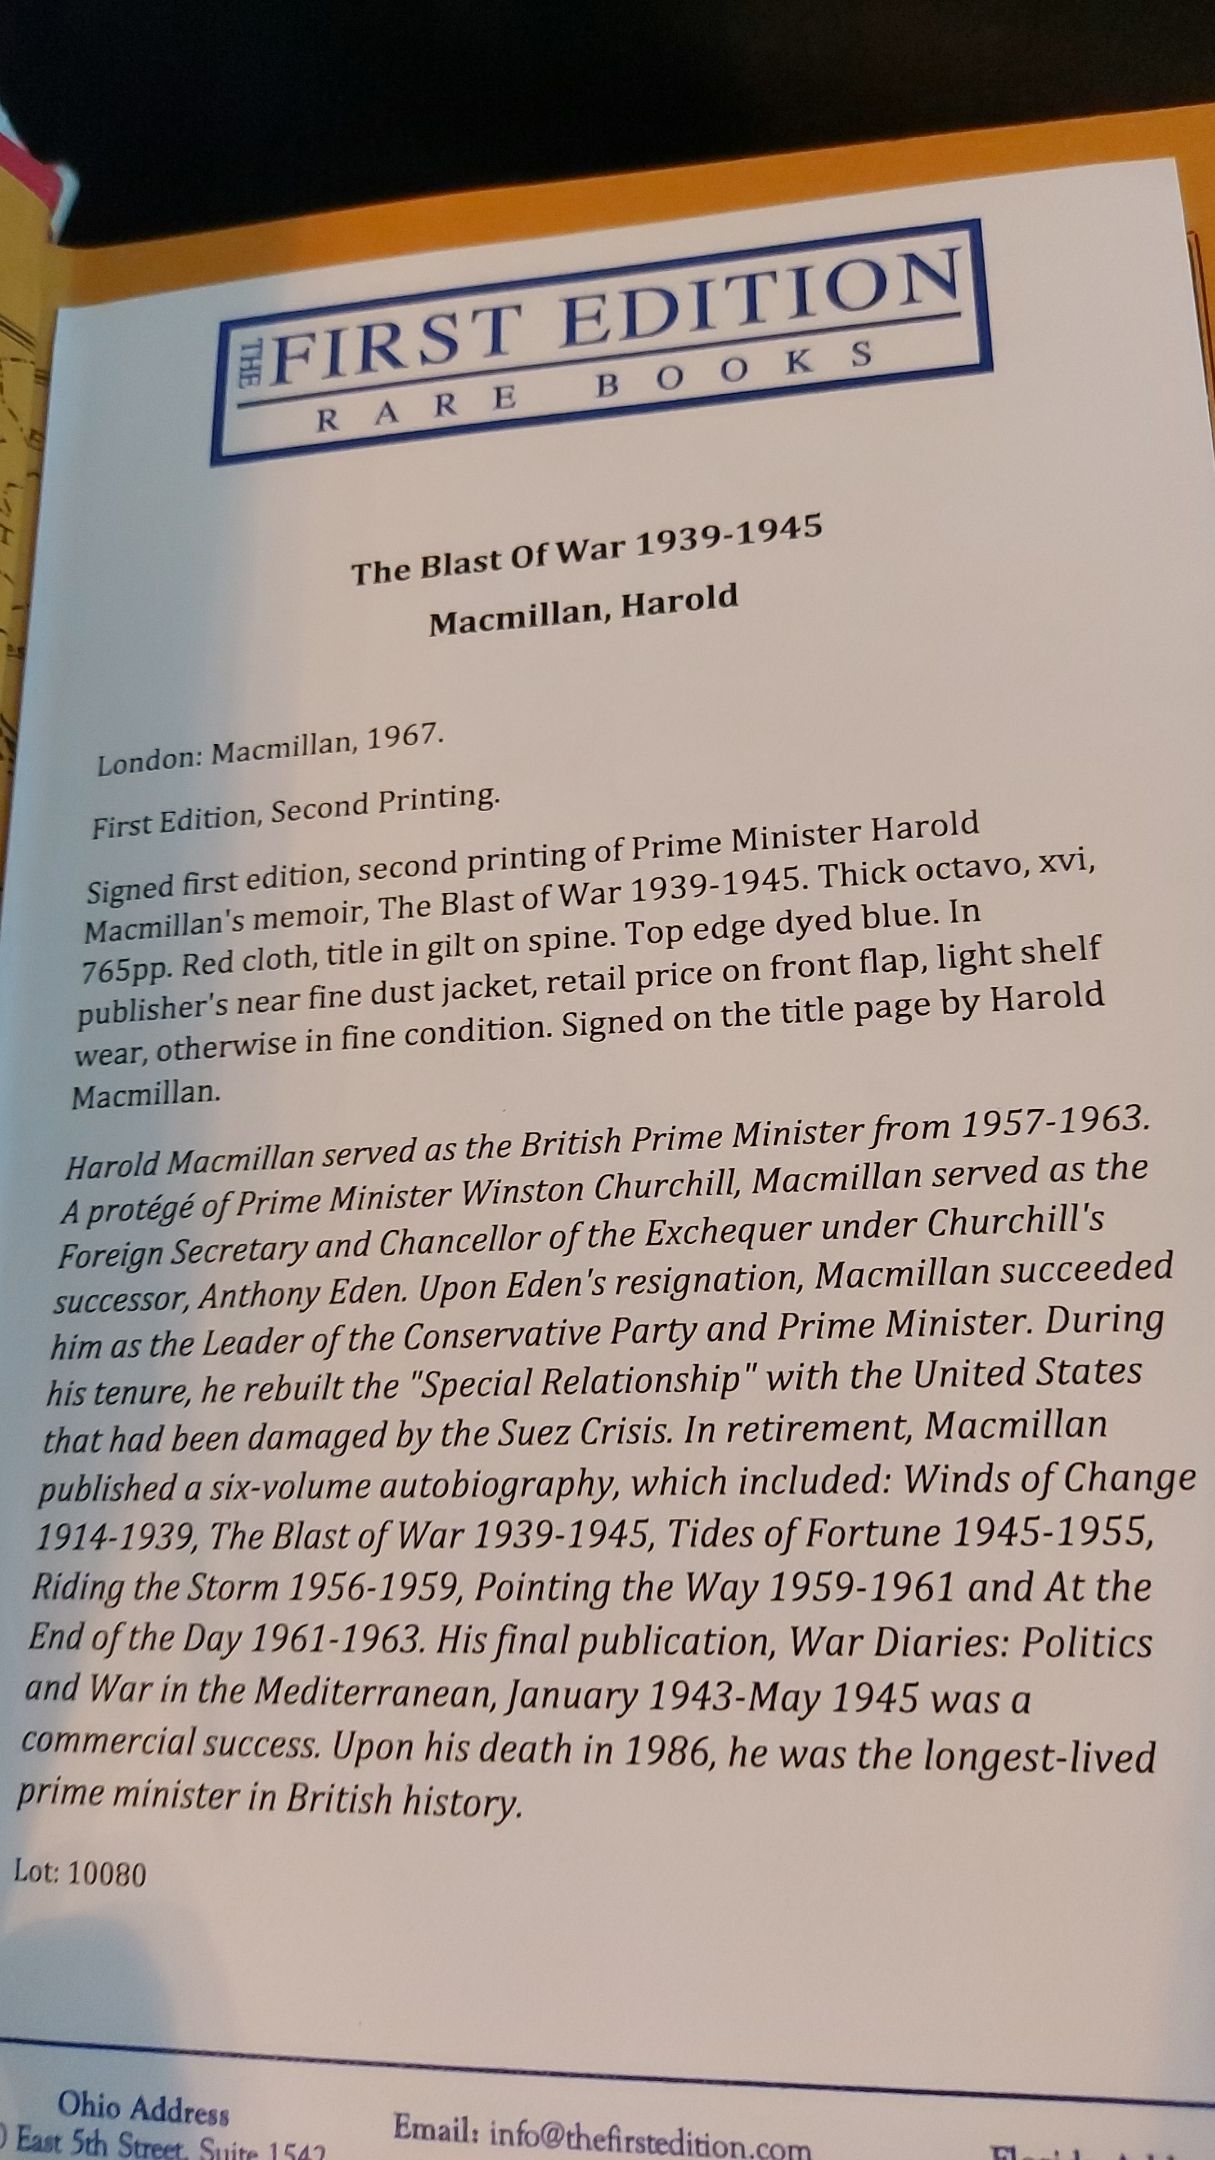 THE FIRST EDITION
RARE BOOKS
The Blast Of War 1939-1945
Macmillan, Harold
London: Macmillan, 1967.
First Edition, Second Printing.
Signed first edition, second printing of Prime Minister Harold
Macmillan's memoir, The Blast of War 1939-1945. Thick octavo, xvi,
765pp. Red cloth, title in gilt on spine. Top edge dyed blue. In
publisher's near fine dust jacket, retail price on front flap, light shelf
wear, otherwise in fine condition. Signed on the title page by Harold
Macmillan.
Harold Macmillan served as the British Prime Minister from 1957-1963.
A protégé of Prime Minister Winston Churchill, Macmillan served as the
Foreign Secretary and Chancellor of the Exchequer under Churchill's
successor, Anthony Eden. Upon Eden's resignation, Macmillan succeeded
him as the Leader of the Conservative Party and Prime Minister. During
his tenure, he rebuilt the "Special Relationship" with the United States
that had been damaged by the Suez Crisis. In retirement, Macmillan
published a six-volume autobiography, which included: Winds of Change
1914-1939, The Blast of War 1939-1945, Tides of Fortune 1945-1955,
Riding the Storm 1956-1959, Pointing the Way 1959-1961 and At the
End of the Day 1961-1963. His final publication, War Diaries: Politics
and War in the Mediterranean, January 1943-May 1945 was a
commercial success. Upon his death in 1986, he was the longest-lived
prime minister in British history.
Lot: 10080
Ohio Address
East 5th Street, Suite 1542
Email: info@thefirstedition.com